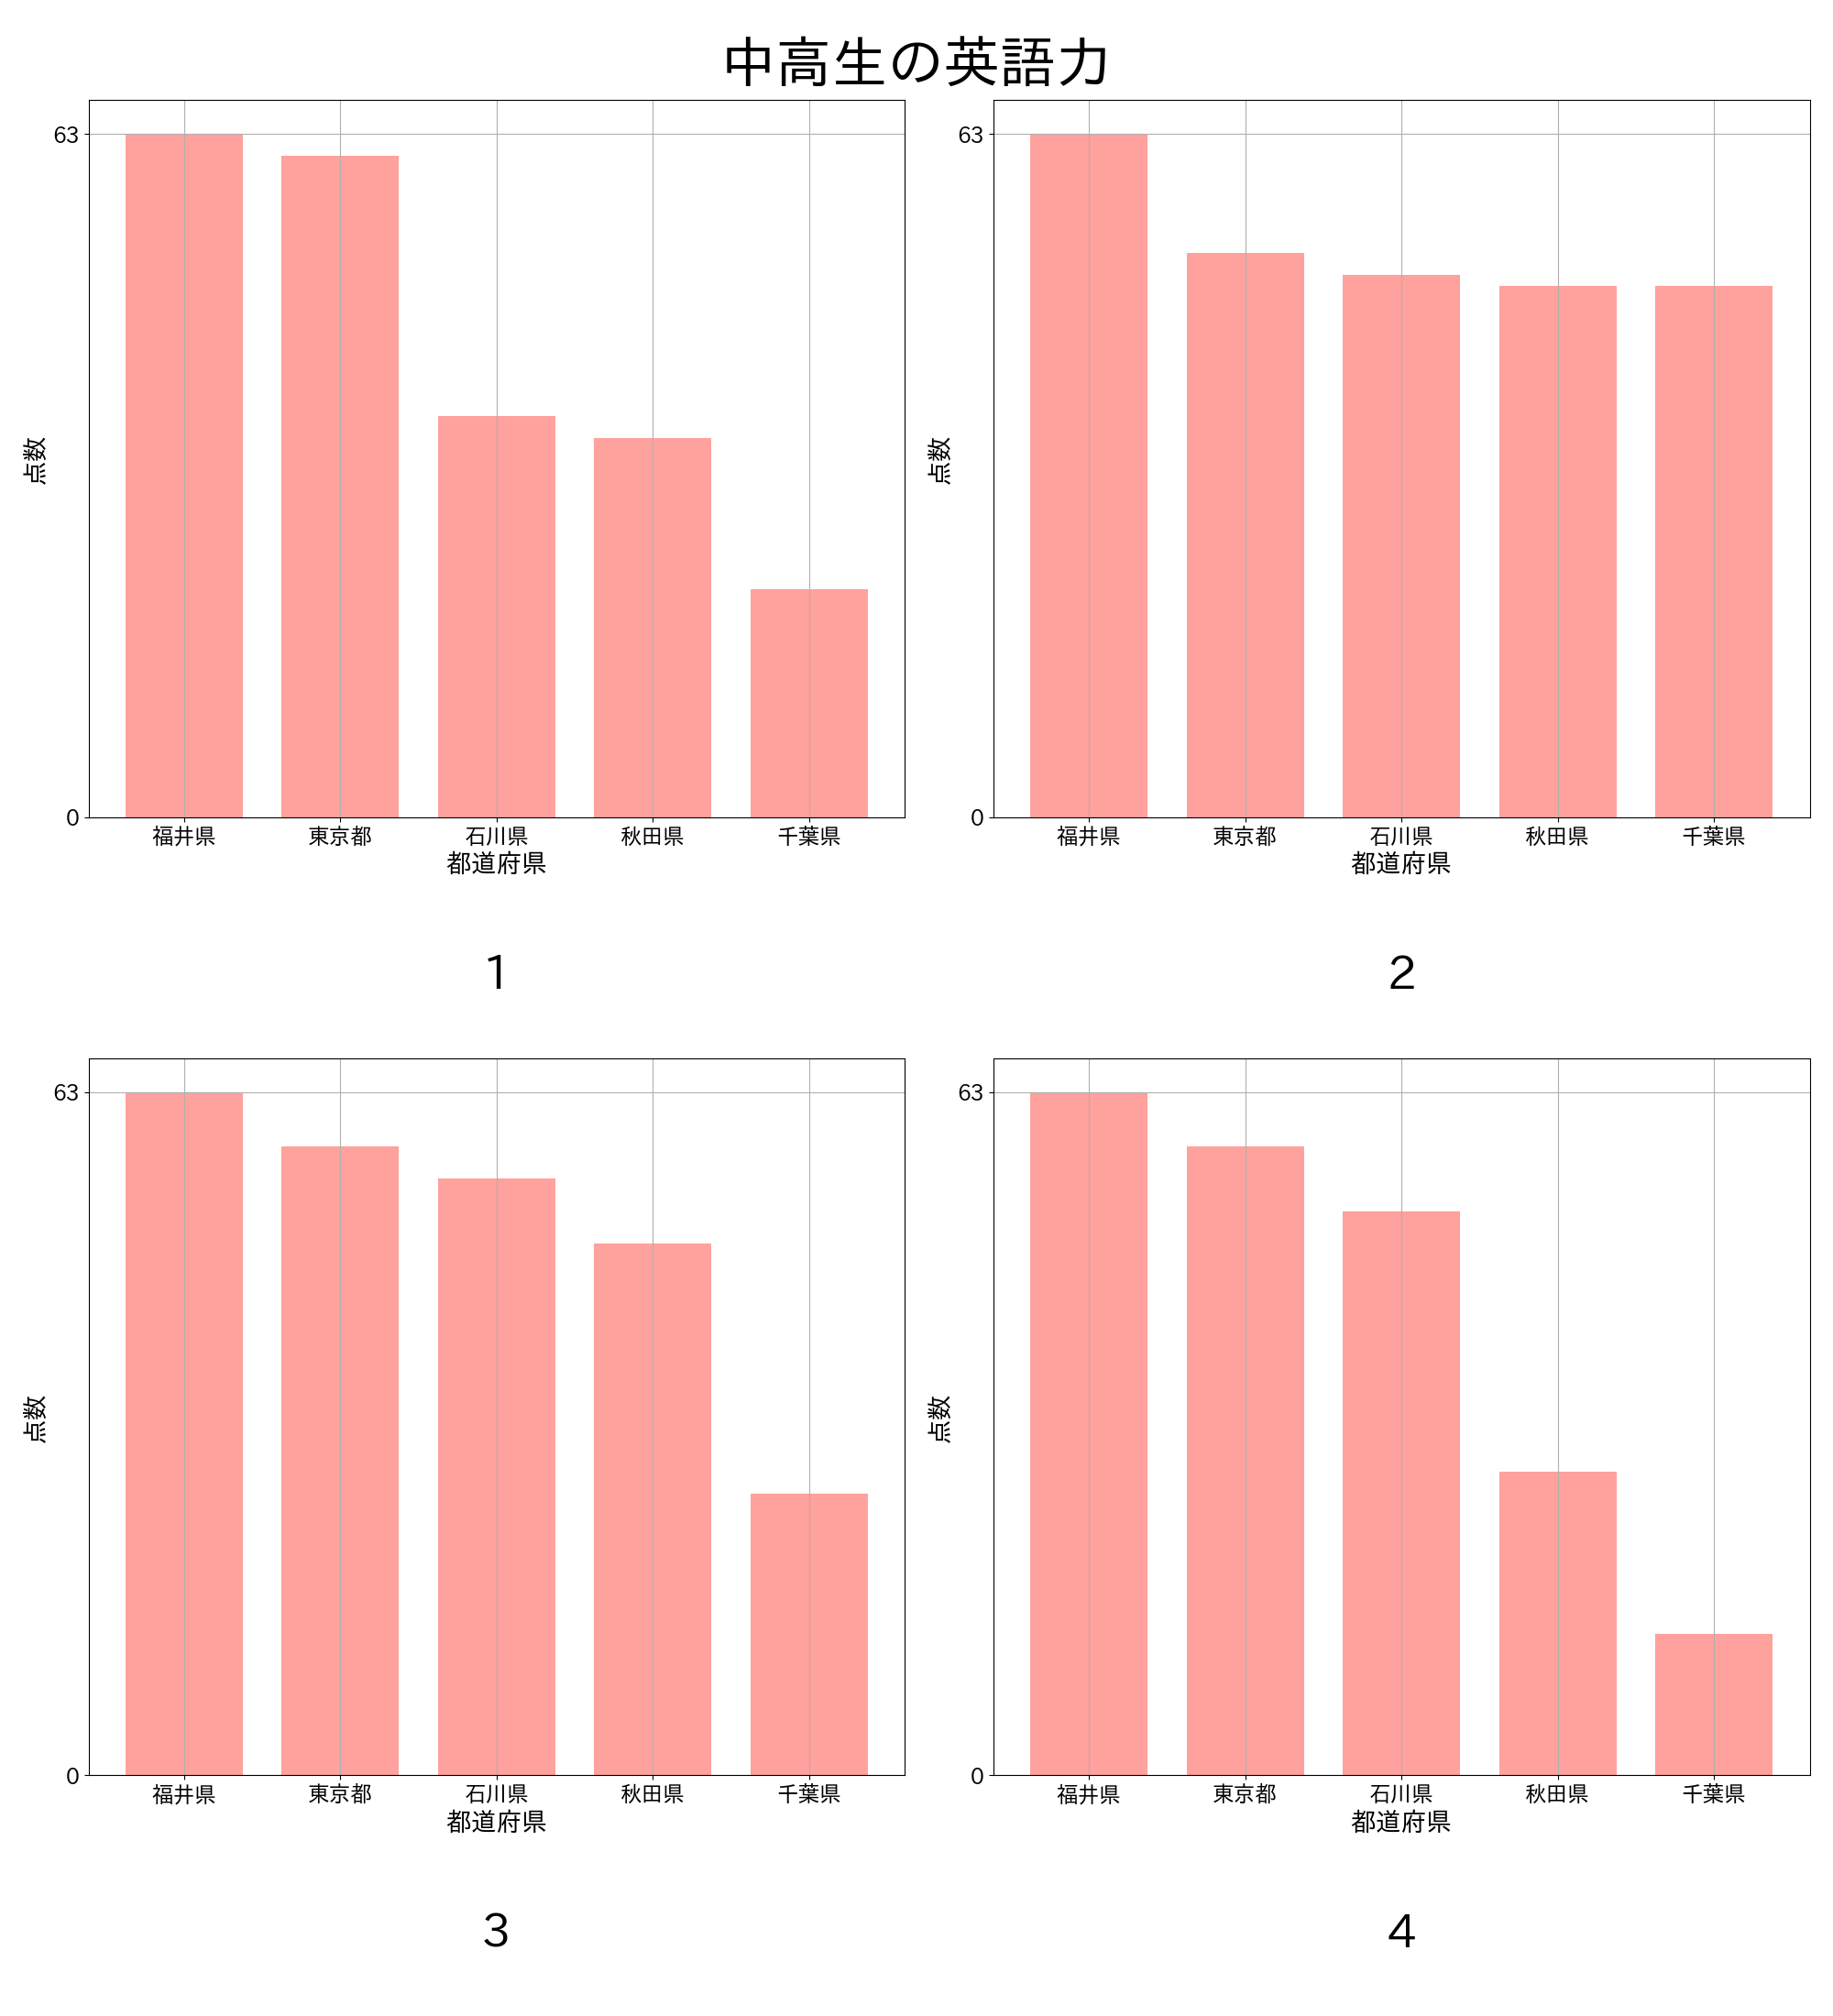 中高生の英語力
63
点数
0
福井県 東京都 石川県 秋田県 千葉県
都道府県
1
63
点数
0
福井県 東京都 石川県 秋田県 千葉県
都道府県
2
63
点数
0
福井県 東京都 石川県 秋田県 千葉県
都道府県
3
63
点数
0
福井県 東京都 石川県 秋田県 千葉県
都道府県
4